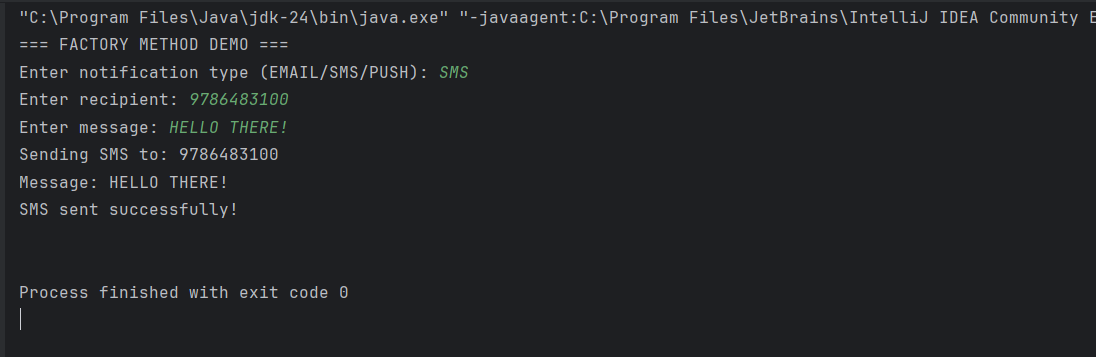 "C:\Program Files\Java\jdk-24\bin\java.exe" "-javaagent:C:\Program Files\JetBrains\IntelliJ IDEA Community E
=== FACTORY METHOD DEMO ===
Enter notification type (EMAIL/SMS/PUSH): SMS
Enter recipient: 9786483100
Enter message: HELLO THERE!
Sending SMS to: 9786483100
Message: HELLO THERE!
SMS sent successfully!
Process finished with exit code 0